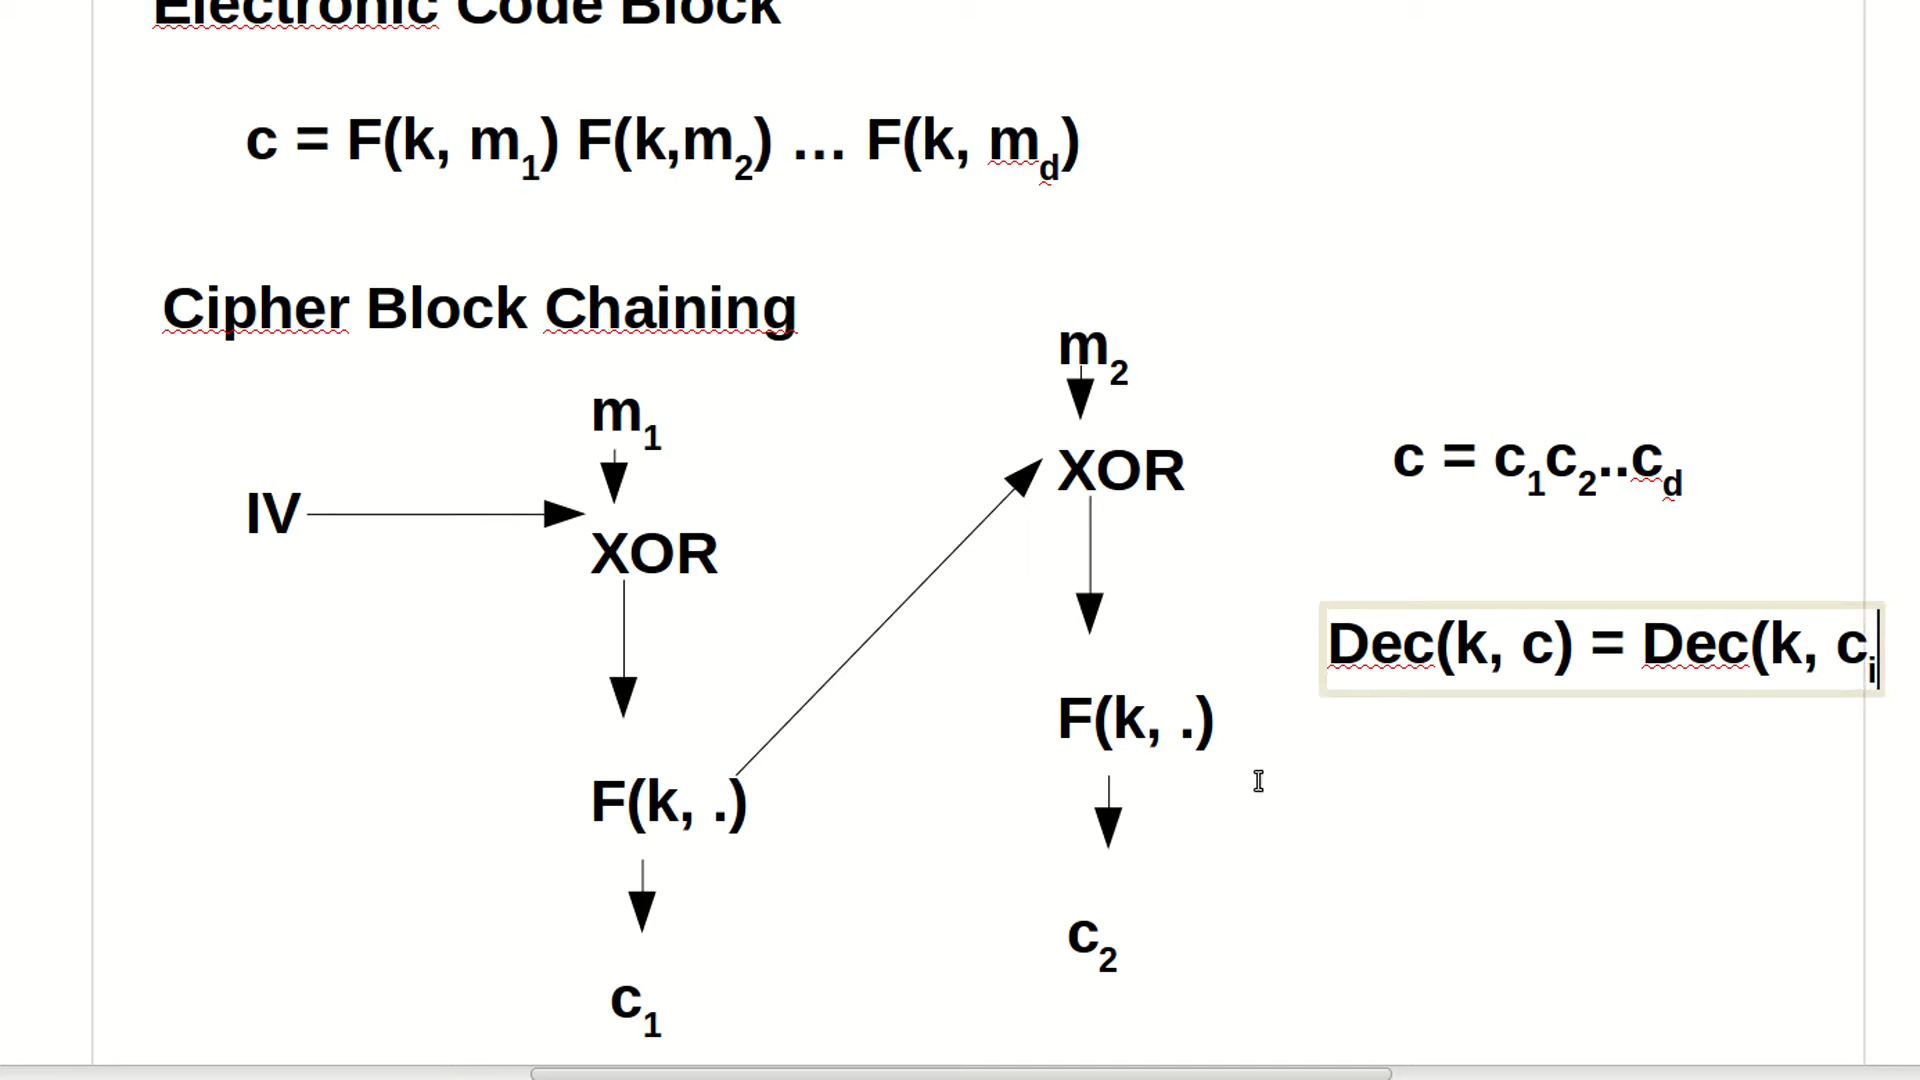 Electronic Code Block
c = F(k, m1) F(k,m2) … F(k, md)
Cipher Block Chaining
m1
IV
XOR
F(k, .)
c1
m2
XOR
F(k, .)
c2
c = c1c2..cd
Dec(k, c) = Dec(k, ci